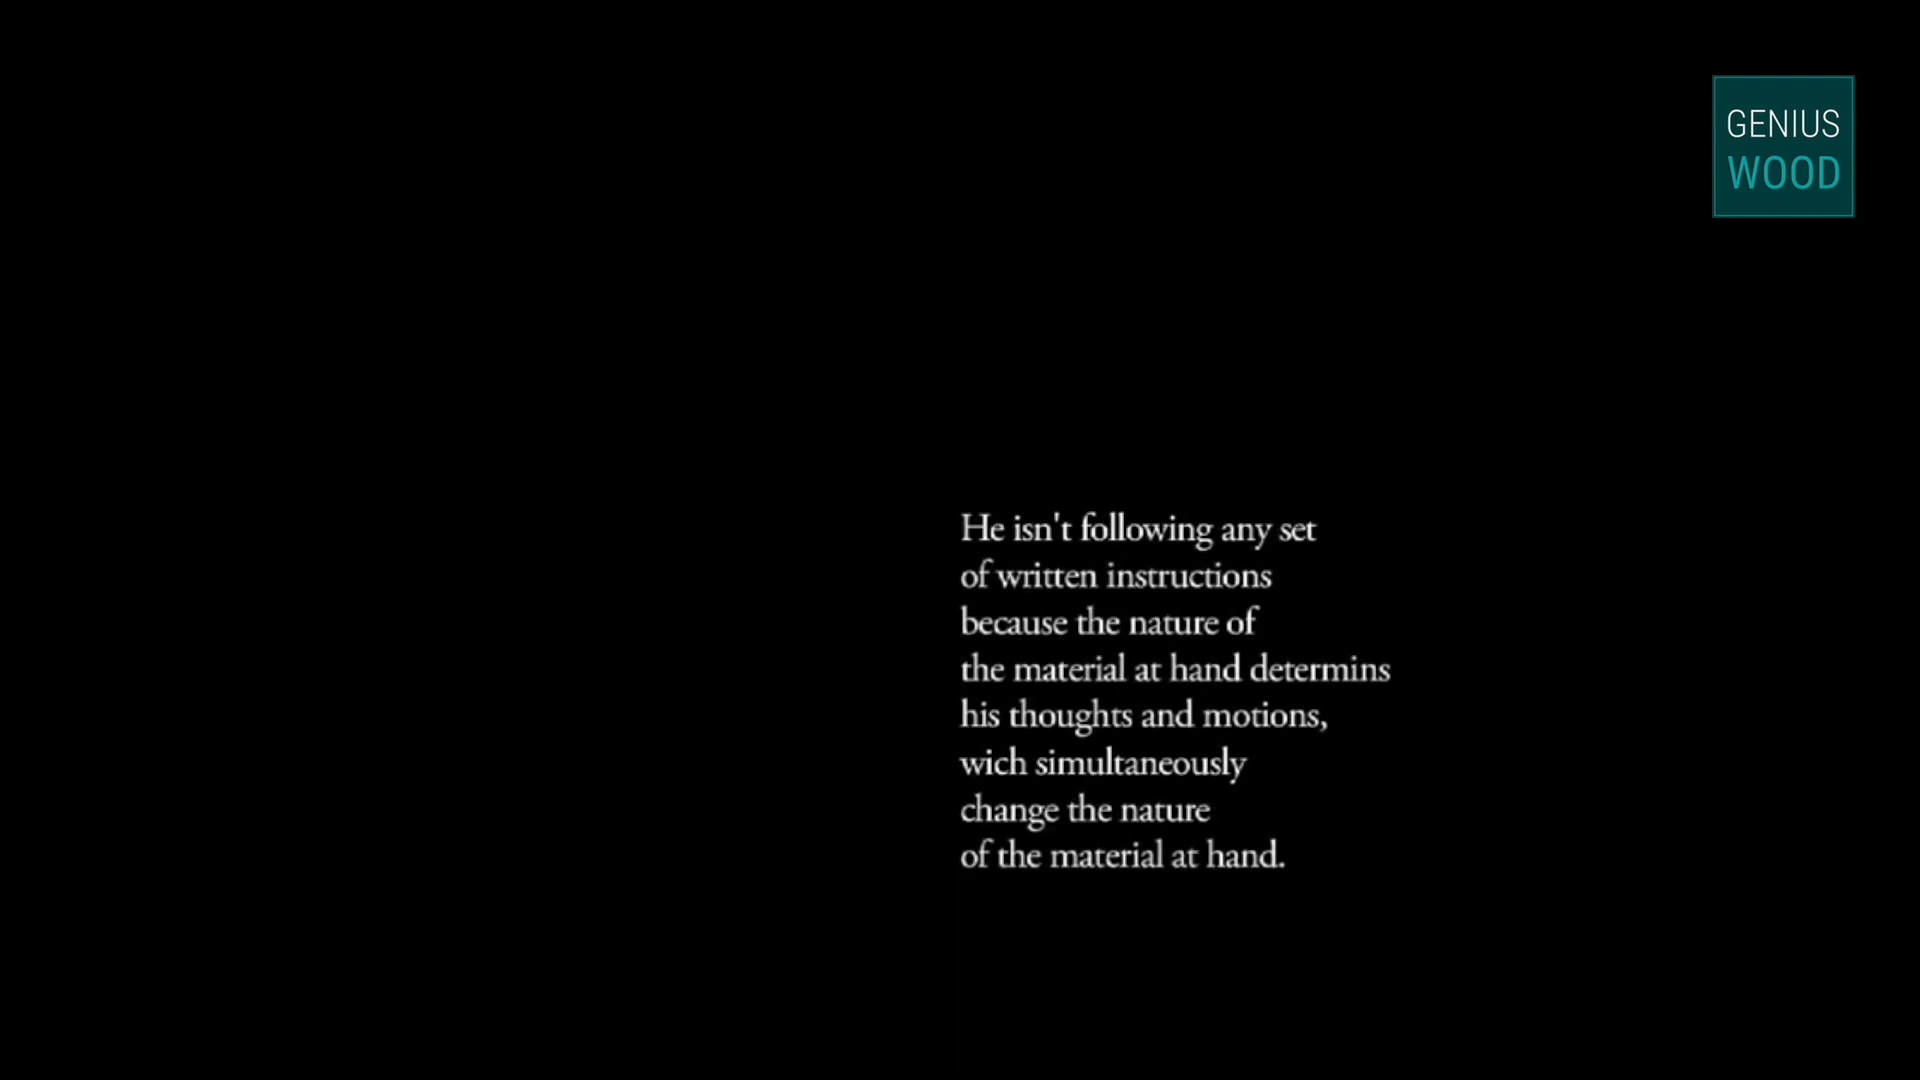 GENIUS
WOOD
He isn't following any set
of written instructions
because the nature of
the material at hand determins
his thoughts and motions,
wich simultaneously
change the nature
of the material at hand.